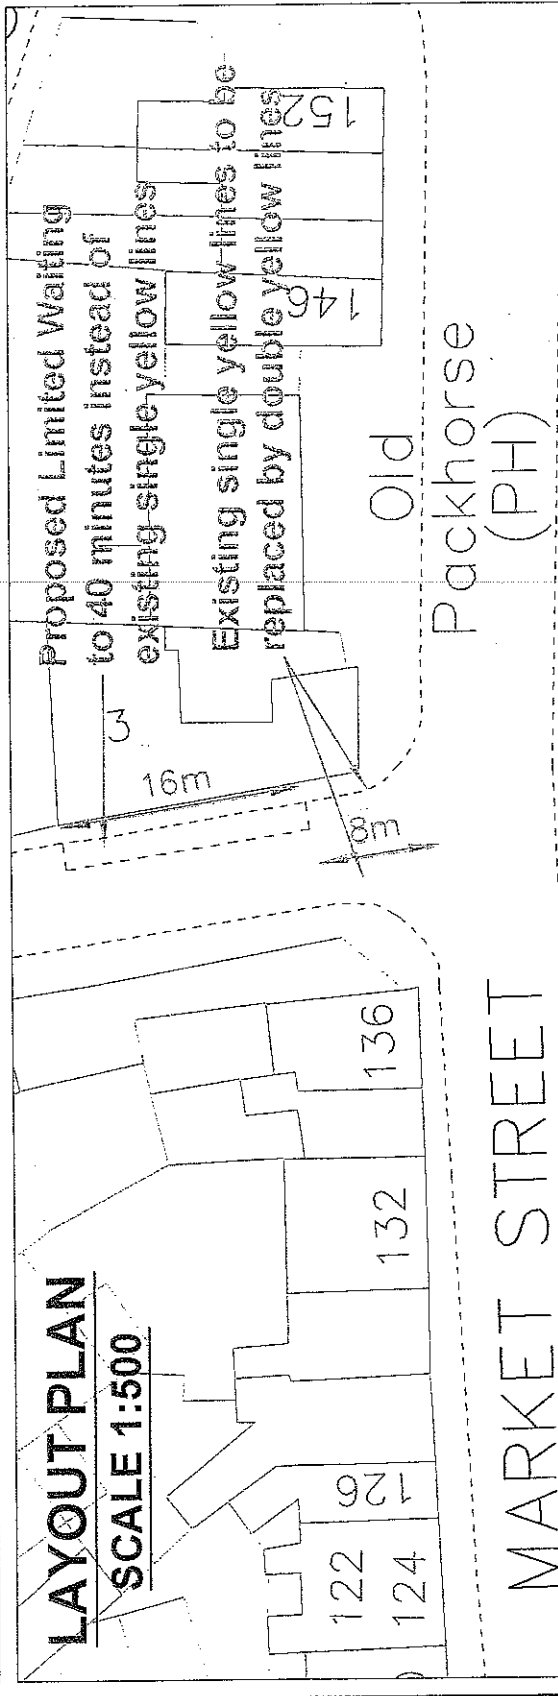 LAYOUT PLAN
SCALE 1:500
Proposed Limited Waiting
to 40 minutes instead of
existing single yellow lines
Existing single yellow lines to be
replaced by double yellow lines
3
16m
8m
152
146
Old
Packhorse
(PH)
136
132
126
122
124
MARKET STREET